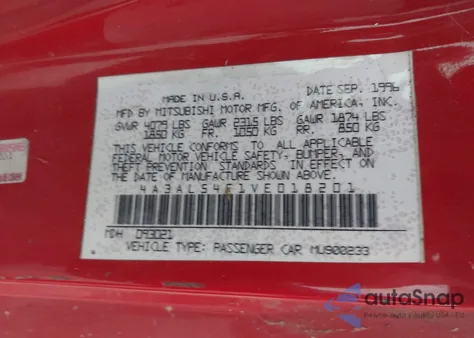 MADE IN U.S.A. DATE SEP. 1996
MFD BY MITSUBISHI MOTOR MFG. OF AMERICA, INC.
GVWR 4079 LBS GAWR 2315 LBS GAWR 1874 LBS
1850 KG FR. 1050 KG RR. 850 KG
THIS VEHICLE CONFORMS TO ALL APPLICABLE
FEDERAL MOTOR VEHICLE SAFETY, BUMPER, AND
THEFT PREVENTION STANDARDS IN EFFECT ON
THE DATE OF MANUFACTURE SHOWN ABOVE.
4A3AL54F1VE018201
MDH 093021
VEHICLE TYPE: PASSENGER CAR MU900233
autoSnap